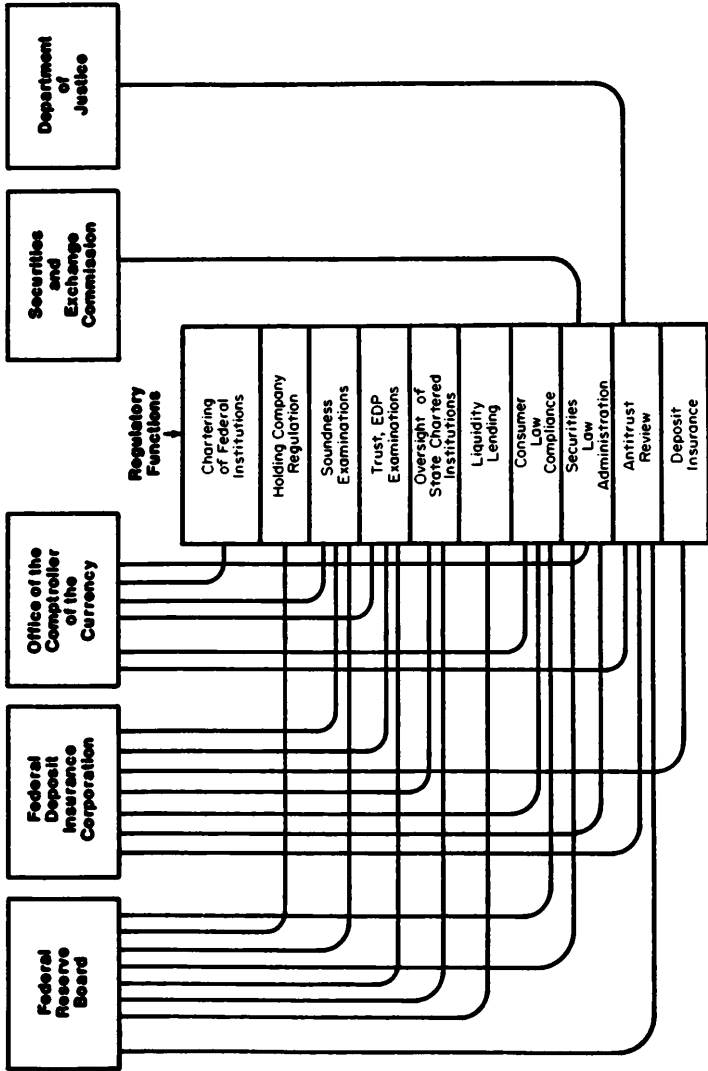 Federal
Reserve
Board
Federal
Deposit
Insurance
Corporation
Office of the
Comptroller
of the
Currency
Securities
and
Exchange
Commission
Department
of
Justice
Regulatory
Functions
Chartering
of Federal
Institutions
Holding Company
Regulation
Soundness
Examinations
Trust, EDP
Examinations
Oversight of
State Chartered
Institutions
Liquidity
Lending
Consumer
Law
Compliance
Securities
Law
Administration
Antitrust
Review
Deposit
Insurance